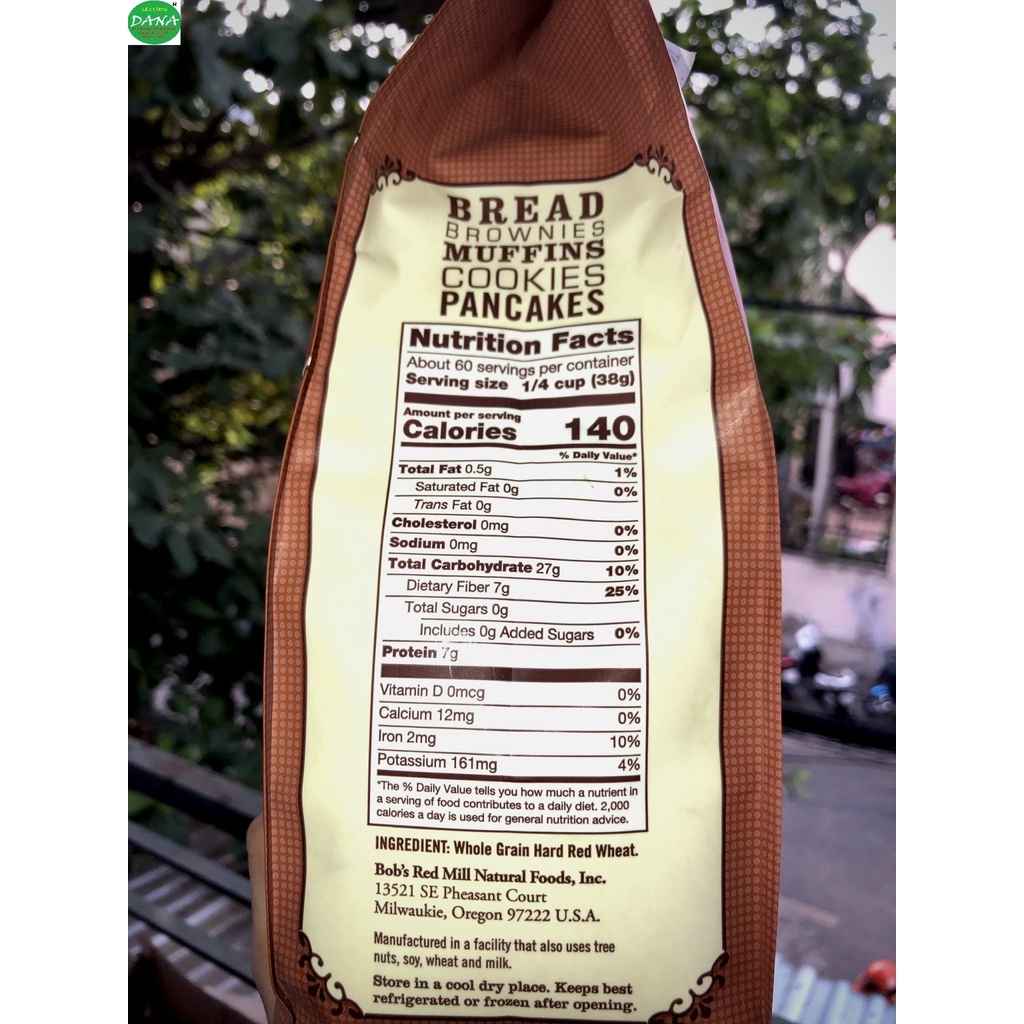 DANA
BREAD
BROWNIES
MUFFINS
COOKIES
PANCAKES
Nutrition Facts
About 60 servings per container
Serving size 1/4 cup (38g)
Amount per serving
Calories 140
% Daily Value*
Total Fat 0.5g 1%
Saturated Fat 0g 0%
Trans Fat 0g
Cholesterol 0mg 0%
Sodium 0mg 0%
Total Carbohydrate 27g 10%
Dietary Fiber 7g 25%
Total Sugars 0g
Includes 0g Added Sugars 0%
Protein 7g
Vitamin D 0mcg 0%
Calcium 12mg 0%
Iron 2mg 10%
Potassium 161mg 4%
*The % Daily Value tells you how much a nutrient in
a serving of food contributes to a daily diet. 2,000
calories a day is used for general nutrition advice.
INGREDIENT: Whole Grain Hard Red Wheat.
Bob's Red Mill Natural Foods, Inc.
13521 SE Pheasant Court
Milwaukie, Oregon 97222 U.S.A.
Manufactured in a facility that also uses tree
nuts, soy, wheat and milk.
Store in a cool dry place. Keeps best
refrigerated or frozen after opening.